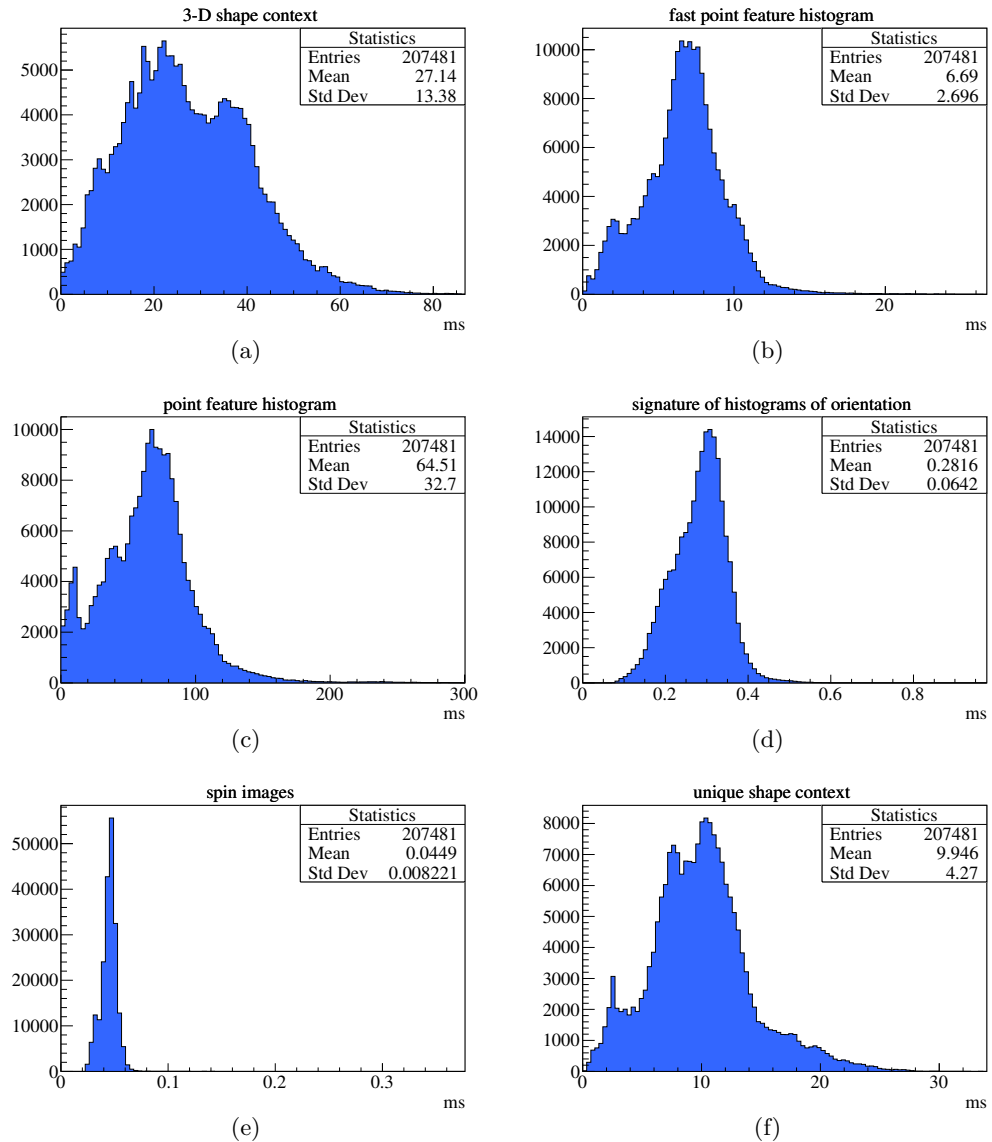 3-D shape context
Statistics
Entries 207481
Mean 27.14
Std Dev 13.38
5000
4000
3000
2000
1000
0
0 20 40 60 80
ms
(a)
fast point feature histogram
Statistics
Entries 207481
Mean 6.69
Std Dev 2.696
10000
8000
6000
4000
2000
0
0 10 20
ms
(b)
point feature histogram
Statistics
Entries 207481
Mean 64.51
Std Dev 32.7
10000
8000
6000
4000
2000
0
0 100 200 300
ms
(c)
signature of histograms of orientation
Statistics
Entries 207481
Mean 0.2816
Std Dev 0.0642
14000
12000
10000
8000
6000
4000
2000
0
0 0.2 0.4 0.6 0.8
ms
(d)
spin images
Statistics
Entries 207481
Mean 0.0449
Std Dev 0.008221
50000
40000
30000
20000
10000
0
0 0.1 0.2 0.3
ms
(e)
unique shape context
Statistics
Entries 207481
Mean 9.946
Std Dev 4.27
8000
7000
6000
5000
4000
3000
2000
1000
0
0 10 20 30
ms
(f)